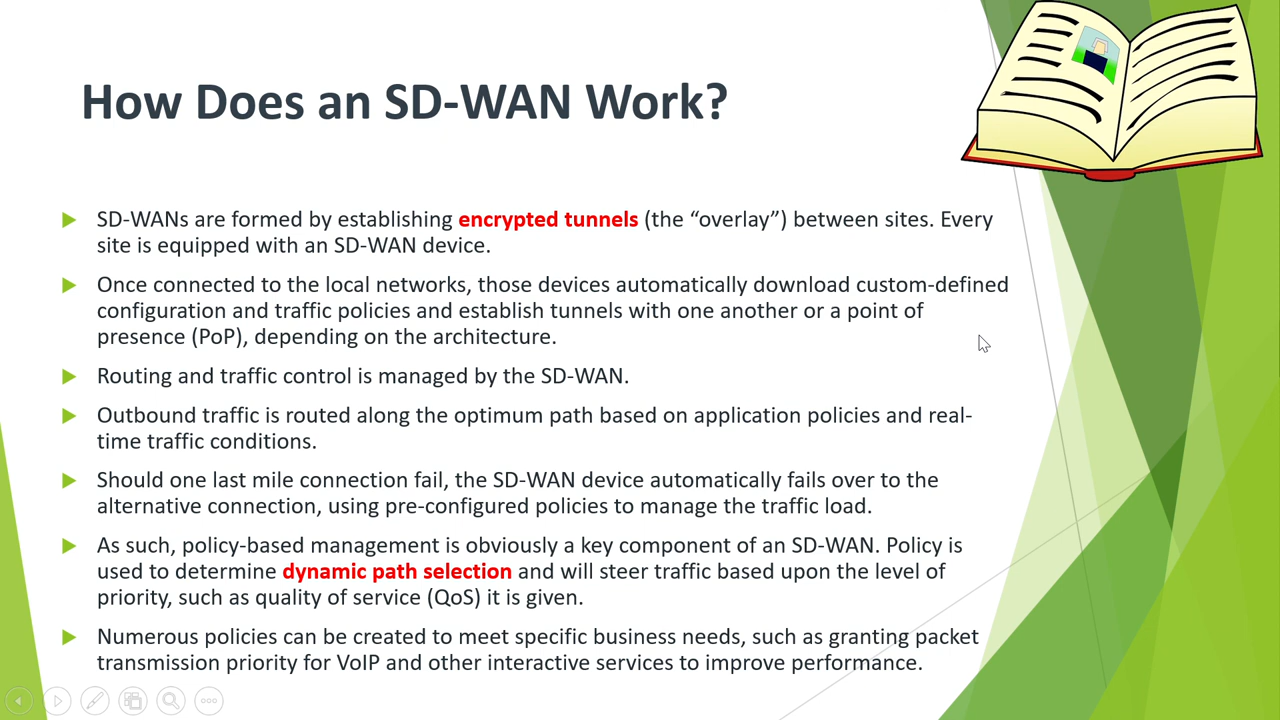 How Does an SD-WAN Work?
SD-WANs are formed by establishing encrypted tunnels (the “overlay”) between sites. Every
site is equipped with an SD-WAN device.
Once connected to the local networks, those devices automatically download custom-defined
configuration and traffic policies and establish tunnels with one another or a point of
presence (PoP), depending on the architecture.
Routing and traffic control is managed by the SD-WAN.
Outbound traffic is routed along the optimum path based on application policies and real-
time traffic conditions.
Should one last mile connection fail, the SD-WAN device automatically fails over to the
alternative connection, using pre-configured policies to manage the traffic load.
As such, policy-based management is obviously a key component of an SD-WAN. Policy is
used to determine dynamic path selection and will steer traffic based upon the level of
priority, such as quality of service (QoS) it is given.
Numerous policies can be created to meet specific business needs, such as granting packet
transmission priority for VoIP and other interactive services to improve performance.